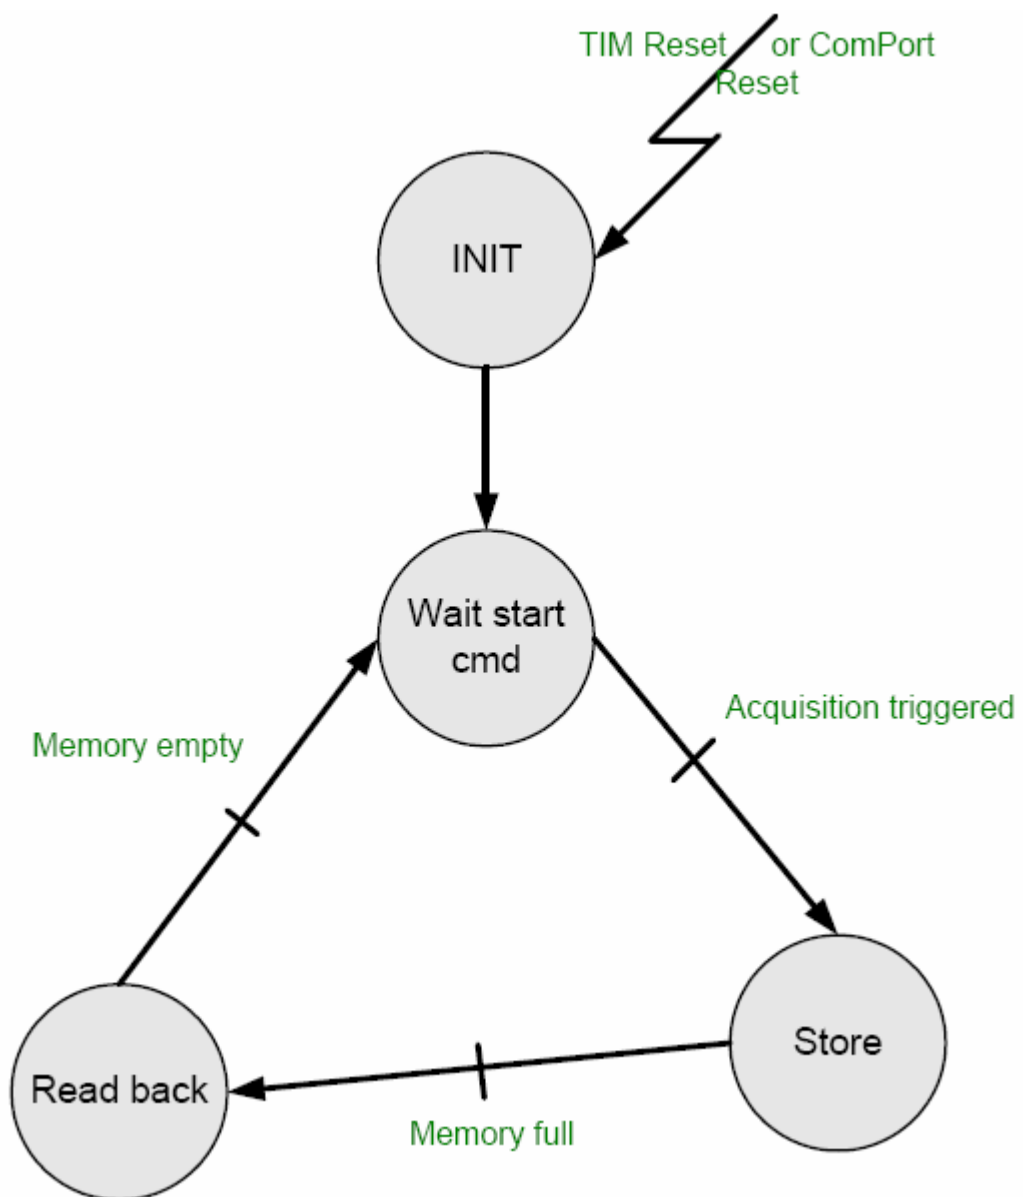 TIM Reset or ComPort
Reset
INIT
Wait start
cmd
Acquisition triggered
Memory empty
Store
Read back
Memory full